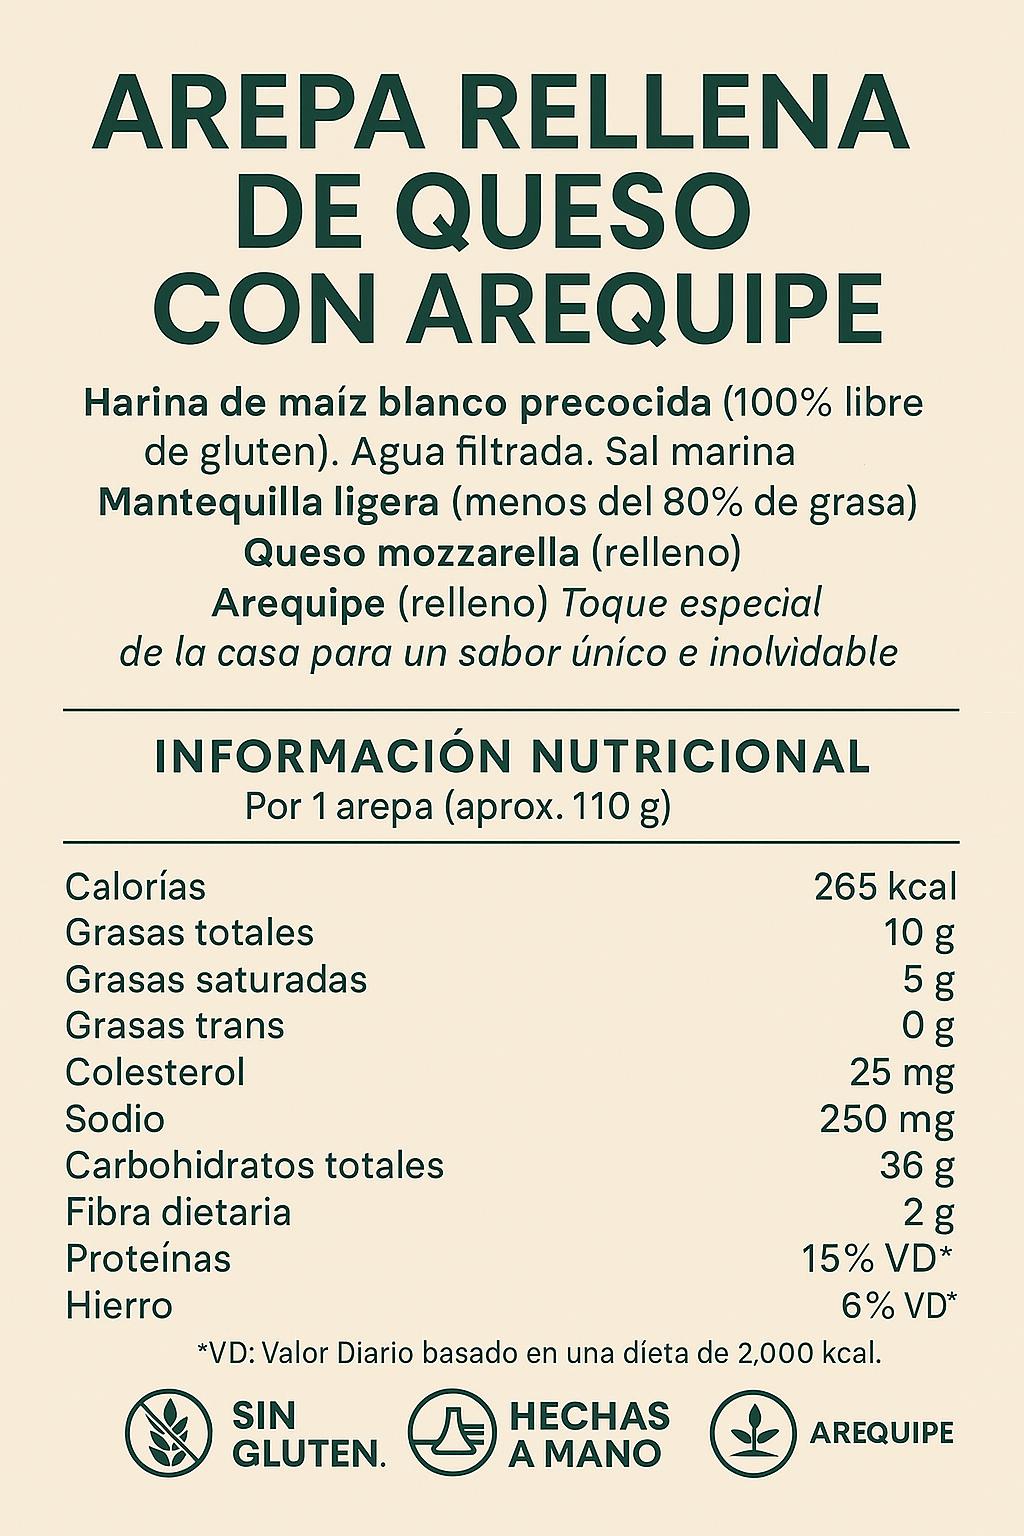 AREPA RELLENA
DE QUESO
CON AREQUIPE
Harina de maíz blanco precocida (100% libre
de gluten). Agua filtrada. Sal marina
Mantequilla ligera (menos del 80% de grasa)
Queso mozzarella (relleno)
Arequipe (relleno) Toque especìal
de la casa para un sabor úníco e inolvìdable
INFORMACIÓN NUTRICIONAL
Por 1 arepa (aprox. 110 g)
Calorías 265 kcal
Grasas totales 10 g
Grasas saturadas 5 g
Grasas trans 0 g
Colesterol 25 mg
Sodio 250 mg
Carbohidratos totales 36 g
Fibra dietaria 2 g
Proteínas 15% VD*
Hierro 6% VD*
*VD: Valor Diario basado en una díeta de 2,000 kcal.
SIN
GLUTEN.
HECHAS
A MANO
AREQUIPE